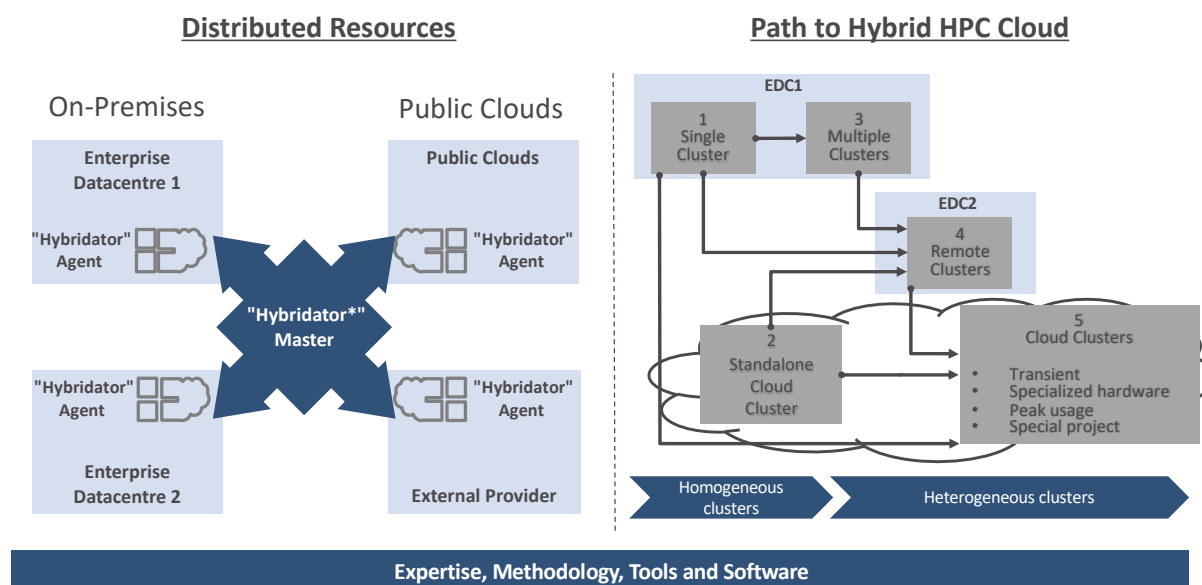 Distributed Resources
On-Premises
Public Clouds
Enterprise
Datacentre 1
"Hybridator"
Agent
Public Clouds
"Hybridator"
Agent
"Hybridator*"
Master
"Hybridator"
Agent
Enterprise
Datacentre 2
"Hybridator"
Agent
External Provider
Path to Hybrid HPC Cloud
EDC1
1
Single
Cluster
3
Multiple
Clusters
EDC2
4
Remote
Clusters
2
Standalone
Cloud
Cluster
5
Cloud Clusters
• Transient
• Specialized hardware
• Peak usage
• Special project
Homogeneous
clusters
Heterogeneous clusters
Expertise, Methodology, Tools and Software